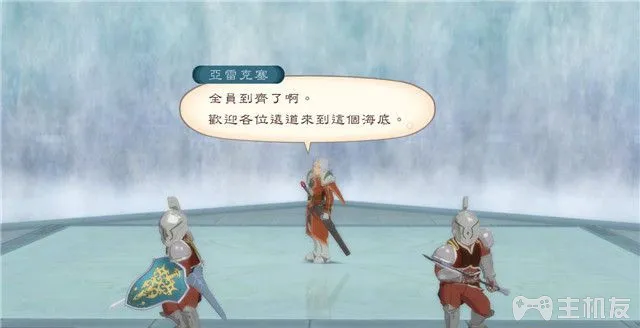 亞雷克塞
全員到齊了啊。
歡迎各位遠道來到這個海底。
主机友